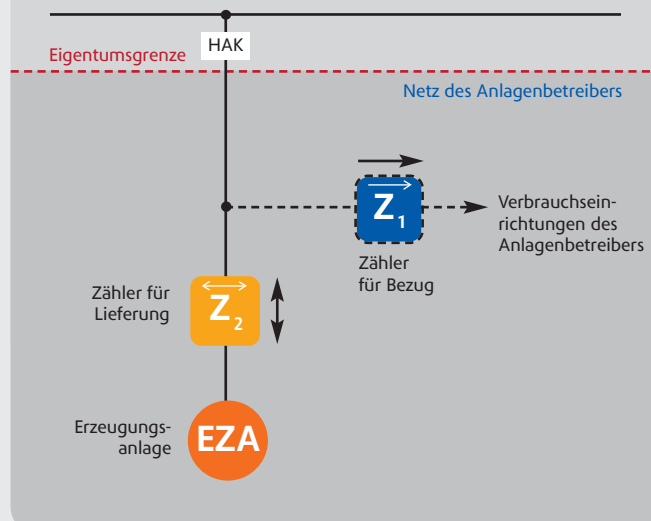 HAK
Eigentumsgrenze
Netz des Anlagenbetreibers
Z1
Verbrauchsein-
richtungen des
Anlagenbetreibers
Zähler
für Bezug
Zähler für
Lieferung
Z2
Erzeugungs-
anlage
EZA